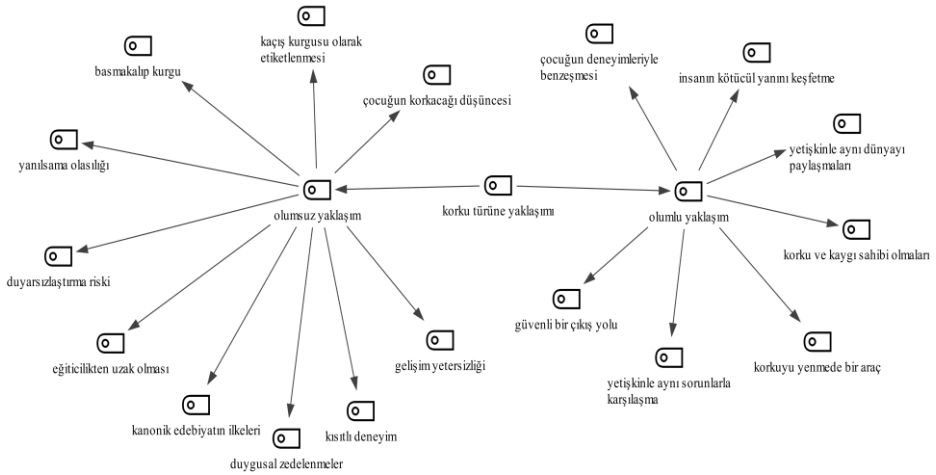 kaçış kurgusu olarak
etiketlenmesi
basmakalıp kurgu
çocuğun korkacağı düşüncesi
çocuğun deneyimleriyle
benzeşmesi
insanın kötücül yanını keşfetme
yanılsama olasılığı
yetişkinle aynı dünyayı
paylaşmaları
olumsuz yaklaşım
korku türüne yaklaşımı
olumlu yaklaşım
korku ve kaygı sahibi olmaları
duyarsızlaştırma riski
güvenli bir çıkış yolu
eğiticilikten uzak olması
gelişim yetersizliği
yetişkinle aynı sorunlarla
karşılaşma
korkuyu yenmede bir araç
kanonik edebiyatın ilkeleri
kısıtlı deneyim
duygusal zedelenmeler